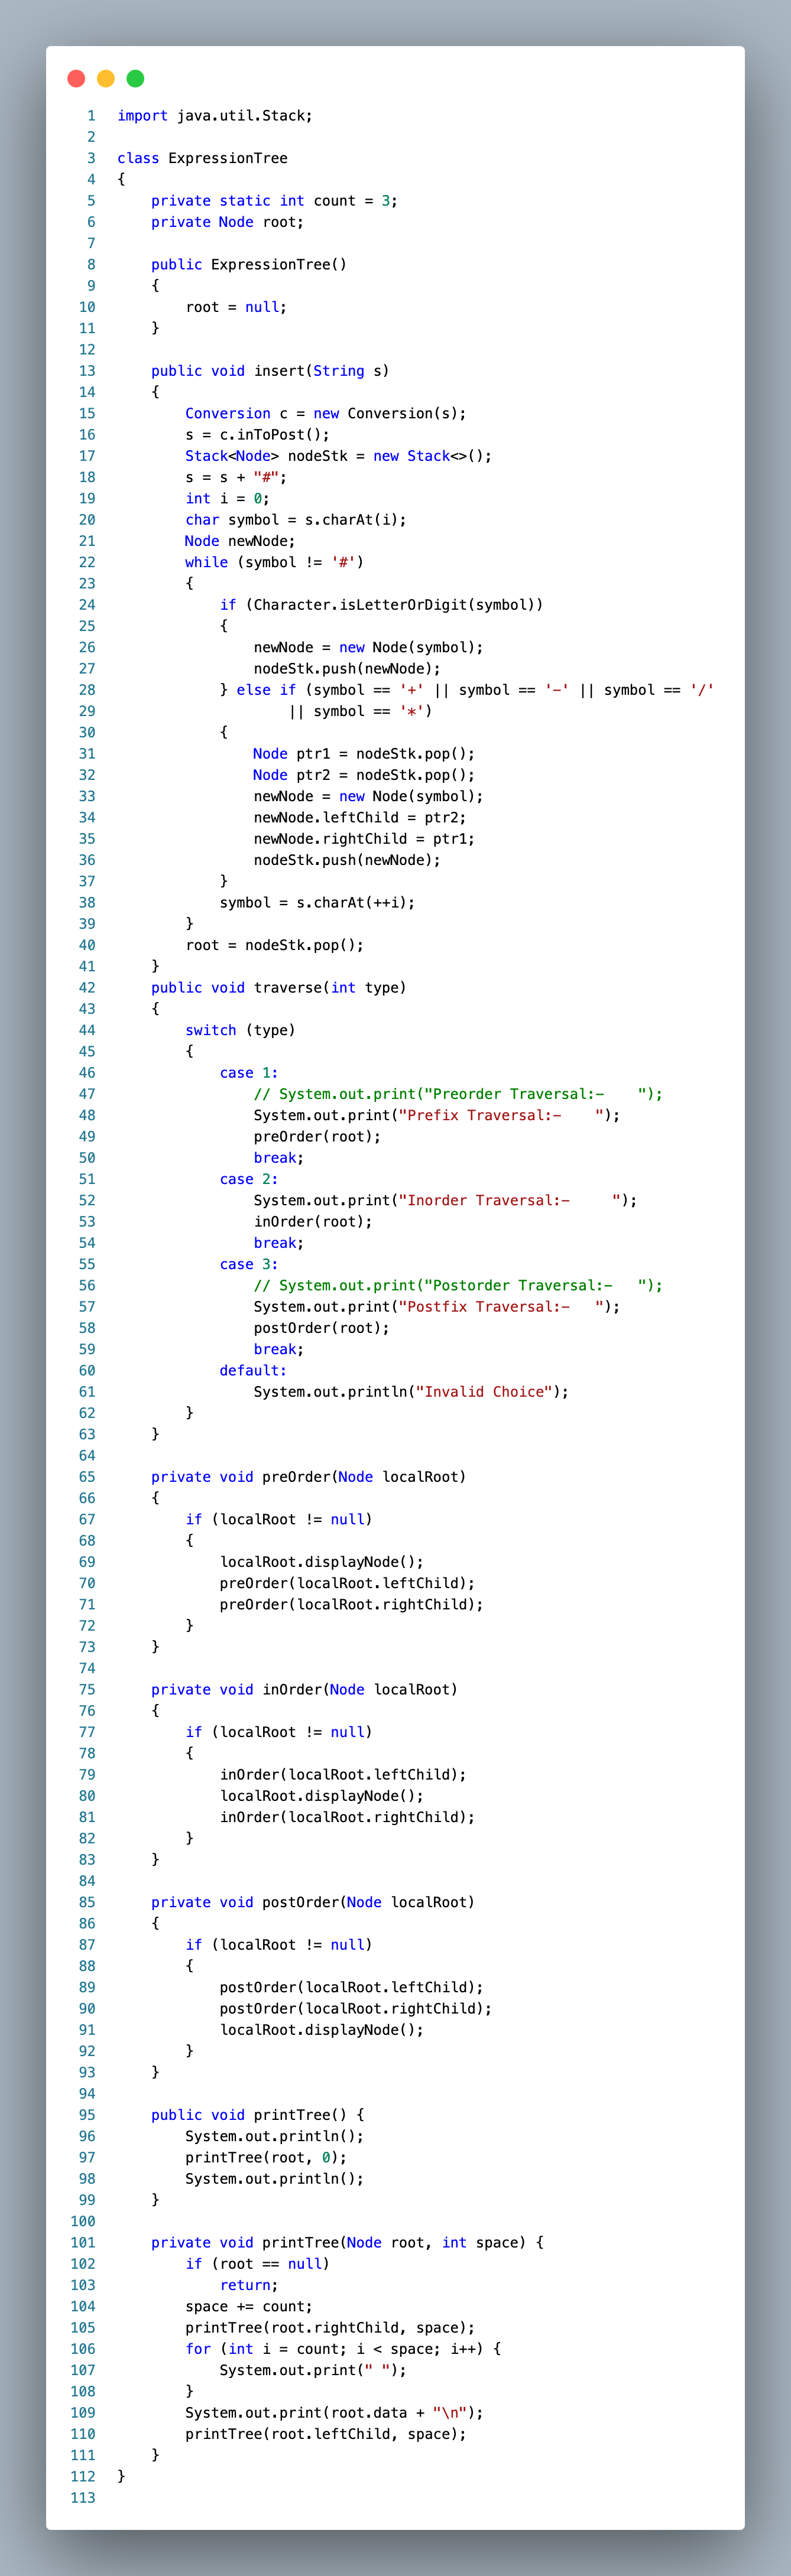 1 import java.util.Stack;
2
3 class ExpressionTree
4 {
5     private static int count = 3;
6     private Node root;
7
8     public ExpressionTree()
9     {
10         root = null;
11     }
12
13     public void insert(String s)
14     {
15         Conversion c = new Conversion(s);
16         s = c.inToPost();
17         Stack<Node> nodeStk = new Stack<>();
18         s = s + "#";
19         int i = 0;
20         char symbol = s.charAt(i);
21         Node newNode;
22         while (symbol != '#')
23         {
24             if (Character.isLetterOrDigit(symbol))
25             {
26                 newNode = new Node(symbol);
27                 nodeStk.push(newNode);
28             } else if (symbol == '+' || symbol == '-' || symbol == '/'
29                     || symbol == '*')
30             {
31                 Node ptr1 = nodeStk.pop();
32                 Node ptr2 = nodeStk.pop();
33                 newNode = new Node(symbol);
34                 newNode.leftChild = ptr2;
35                 newNode.rightChild = ptr1;
36                 nodeStk.push(newNode);
37             }
38             symbol = s.charAt(++i);
39         }
40         root = nodeStk.pop();
41     }
42     public void traverse(int type)
43     {
44         switch (type)
45         {
46             case 1:
47                 // System.out.print("Preorder Traversal:-    ");
48                 System.out.print("Prefix Traversal:-    ");
49                 preOrder(root);
50                 break;
51             case 2:
52                 System.out.print("Inorder Traversal:-     ");
53                 inOrder(root);
54                 break;
55             case 3:
56                 // System.out.print("Postorder Traversal:-   ");
57                 System.out.print("Postfix Traversal:-   ");
58                 postOrder(root);
59                 break;
60             default:
61                 System.out.println("Invalid Choice");
62         }
63     }
64
65     private void preOrder(Node localRoot)
66     {
67         if (localRoot != null)
68         {
69             localRoot.displayNode();
70             preOrder(localRoot.leftChild);
71             preOrder(localRoot.rightChild);
72         }
73     }
74
75     private void inOrder(Node localRoot)
76     {
77         if (localRoot != null)
78         {
79             inOrder(localRoot.leftChild);
80             localRoot.displayNode();
81             inOrder(localRoot.rightChild);
82         }
83     }
84
85     private void postOrder(Node localRoot)
86     {
87         if (localRoot != null)
88         {
89             postOrder(localRoot.leftChild);
90             postOrder(localRoot.rightChild);
91             localRoot.displayNode();
92         }
93     }
94
95     public void printTree() {
96         System.out.println();
97         printTree(root, 0);
98         System.out.println();
99     }
100
101     private void printTree(Node root, int space) {
102         if (root == null)
103             return;
104         space += count;
105         printTree(root.rightChild, space);
106         for (int i = count; i < space; i++) {
107             System.out.print(" ");
108         }
109         System.out.print(root.data + "\n");
110         printTree(root.leftChild, space);
111     }
112 }
113